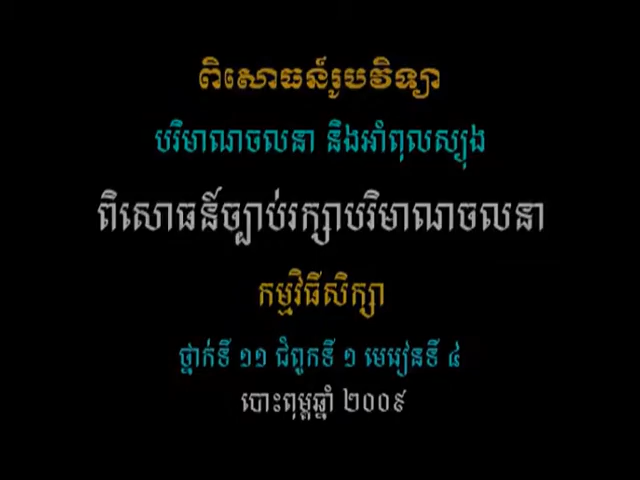 ពិសោធន៍រូបវិទ្យា
បរិមាណចលនា និងអាំពុលស្យុង
ពិសោធន៍ច្បាប់រក្សាបរិមាណចលនា
កម្មវិធីសិក្សា
ថ្នាក់ទី ១១ ជំពូកទី ១ មេរៀនទី ៤
បោះពុម្ពឆ្នាំ ២០០៩